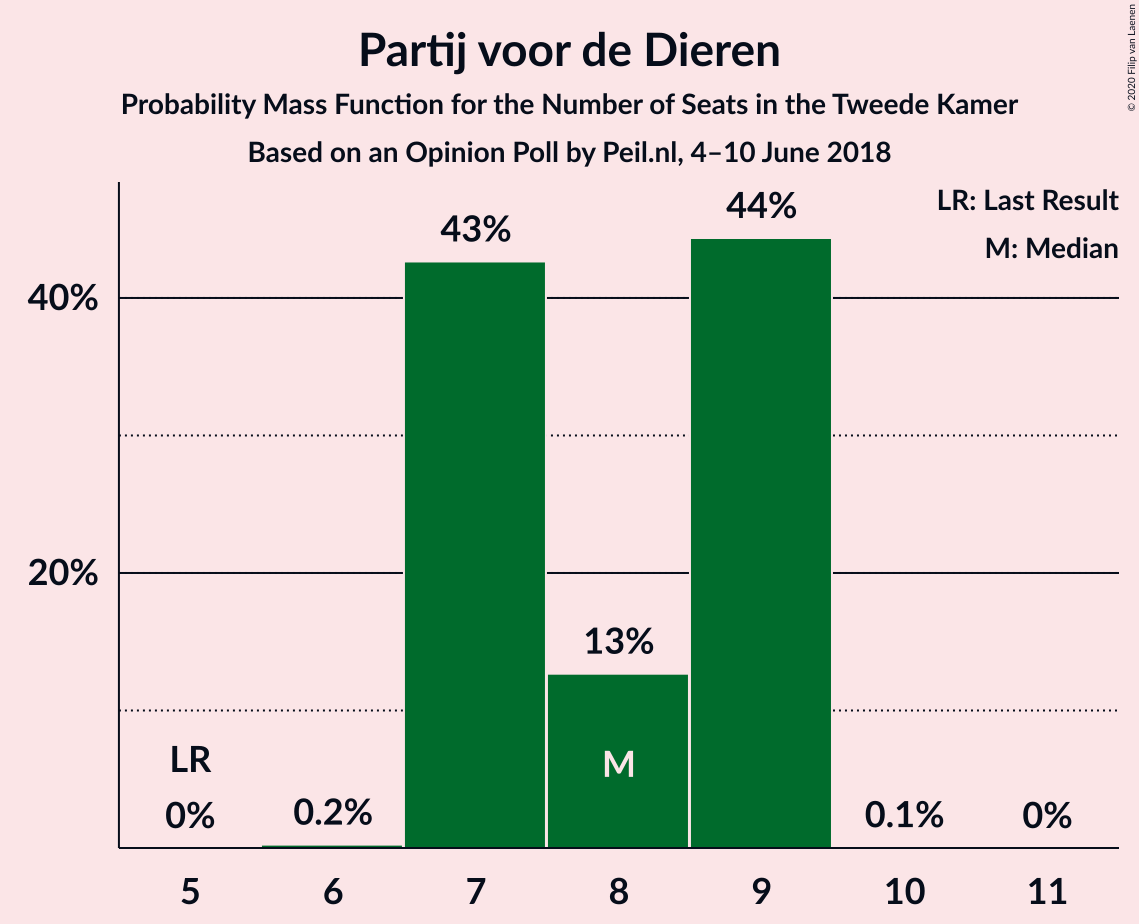 Partij voor de Dieren
Probability Mass Function for the Number of Seats in the Tweede Kamer
Based on an Opinion Poll by Peil.nl, 4–10 June 2018
© 2020 Filip van Laenen
LR: Last Result
M: Median
40%
20%
LR
0%
0.2%
43%
13%
M
44%
0.1%
0%
5
6
7
8
9
10
11